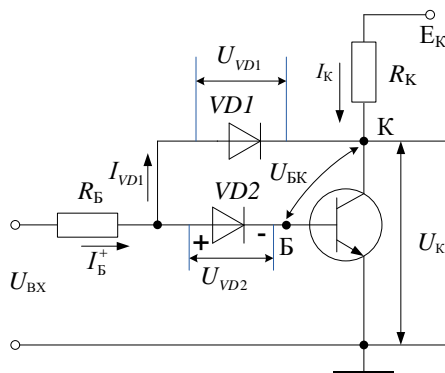 E_К
U_VD1
I_К
R_К
VD1
К
I_VD1
U_БК
R_Б
VD2
+
-
Б
I_Б^+
U_К
U_ВХ
U_VD2